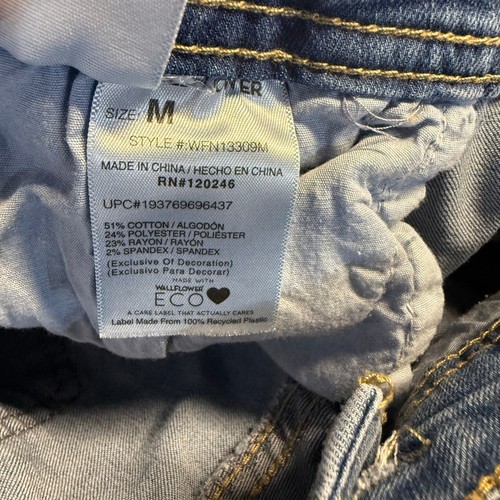 SIZE: M
STYLE #:WFN13309M
MADE IN CHINA / HECHO EN CHINA
RN#120246
UPC#193769696437
51% COTTON / ALGODÓN
24% POLYESTER / POLIÉSTER
23% RAYON / RAYÓN
2% SPANDEX / SPANDEX
(Exclusive Of Decoration)
(Exclusivo Para Decorar)
MADE WITH
WALLFLOWER
ECO
A CARE LABEL THAT ACTUALLY CARES
Label Made From 100% Recycled Plastic